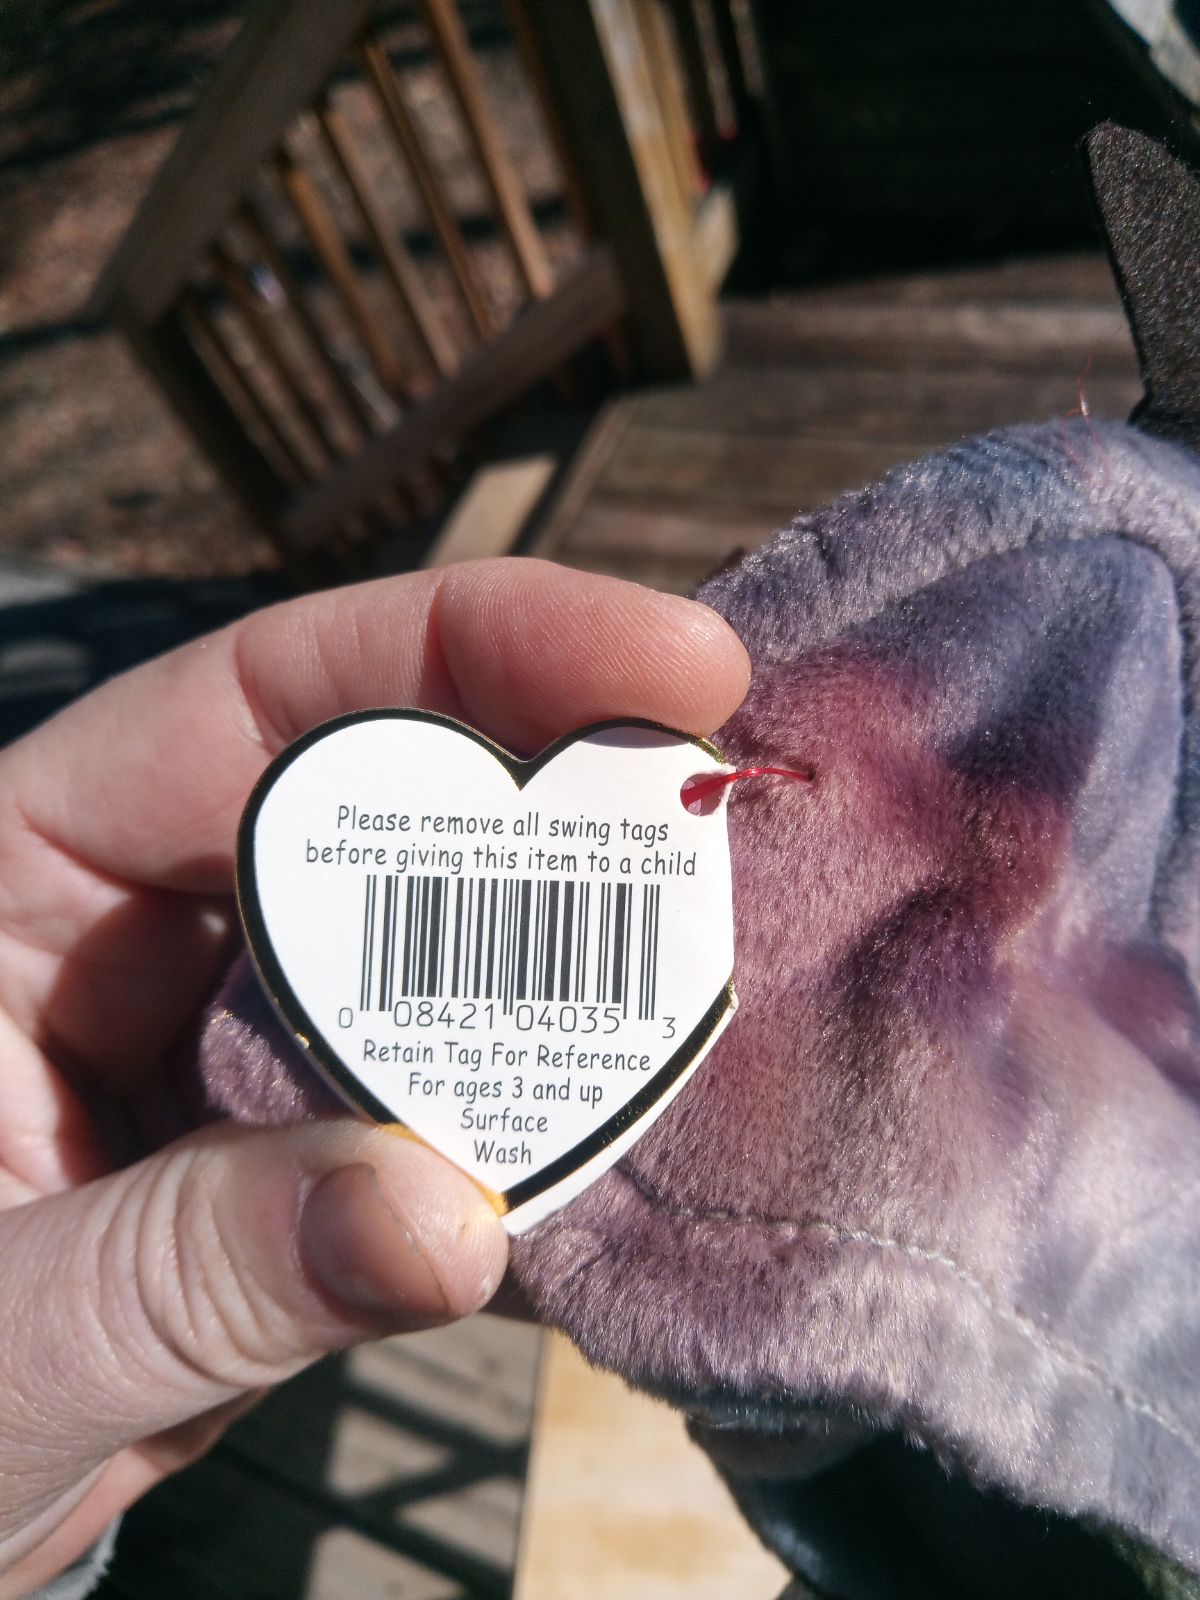 Please remove all swing tags
before giving this item to a child
0 08421 04035 3
Retain Tag For Reference
For ages 3 and up
Surface
Wash